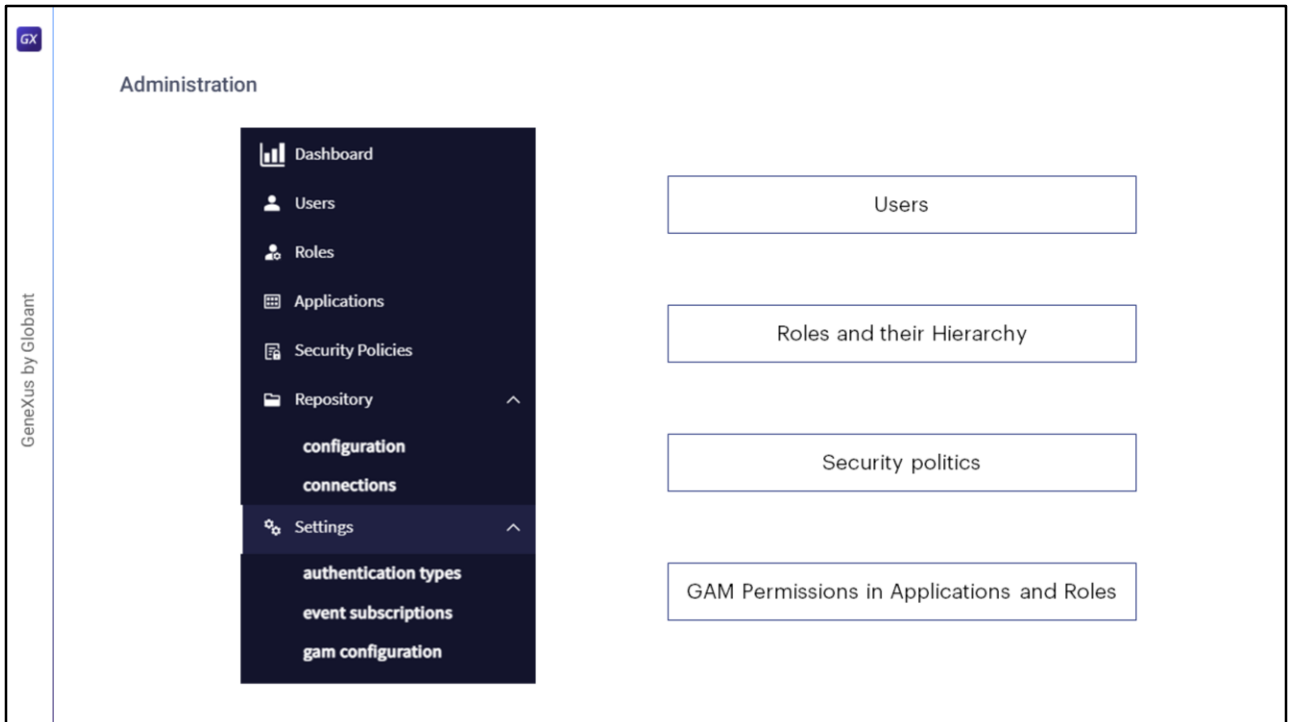 GX
Administration
Dashboard
Users
Roles
Applications
Security Policies
Repository
configuration
connections
Settings
authentication types
event subscriptions
gam configuration
Users
Roles and their Hierarchy
Security politics
GAM Permissions in Applications and Roles
GeneXus by Globant